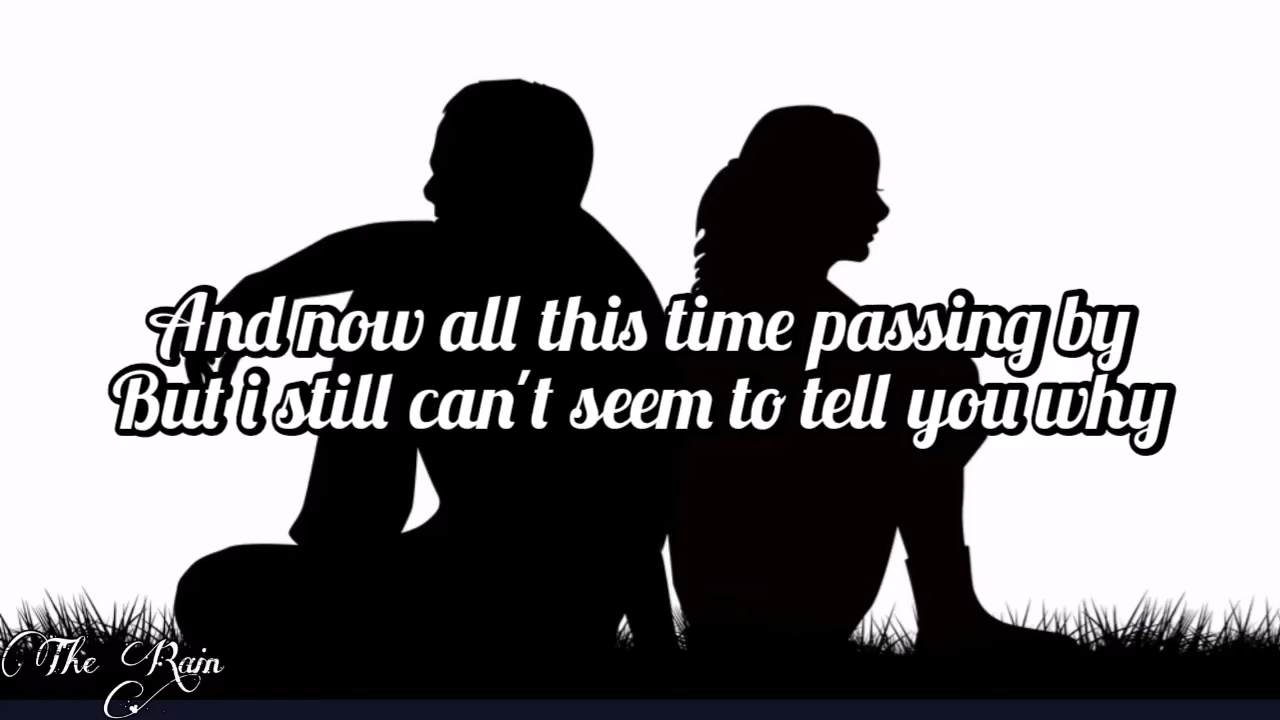 And now all this time passing by
But i still can't seem to tell you why
The Rain